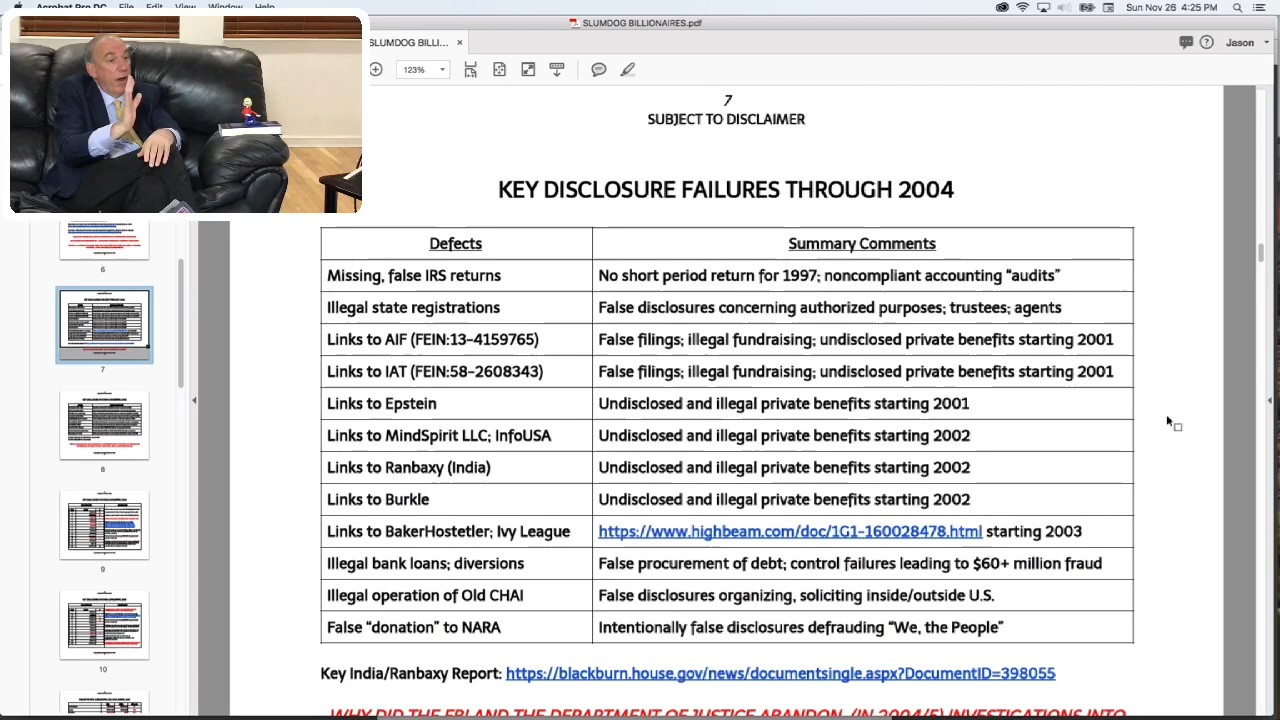 Acrobat Pro DC File Edit View Window Help
Sun Nov 26 4:25 PM
SLUMDOG BILLIONAIRES.pdf
SLUMDOG BILLI... ×
Jason
123%
7
SUBJECT TO DISCLAIMER
KEY DISCLOSURE FAILURES THROUGH 2004
Defects Summary Comments
Missing, false IRS returns No short period return for 1997; noncompliant accounting "audits"
Illegal state registrations False disclosures concerning authorized purposes; trustees; agents
Links to AIF (FEIN:13-4159765) False filings; illegal fundraising; undisclosed private benefits starting 2001
Links to IAT (FEIN:58-2608343) False filings; illegal fundraising; undisclosed private benefits starting 2001
Links to Epstein Undisclosed and illegal private benefits starting 2001
Links to Undisclosed and illegal private benefits starting
Links to Ranbaxy (India) Undisclosed and illegal private benefits starting 2002
Links to Burkle Undisclosed and illegal private benefits starting 2002
Links to BakerHostetler; Ivy League https://www.highbeam.com/doc/1G1-160028478.html starting 2003
Illegal bank loans; diversions False procurement of debt; control failures leading to $60+ million fraud
Illegal operation of Old CHAI False disclosures organizing, soliciting inside/outside U.S.
False "donation" to NARA Intentionally false disclosures defrauding "We, the People"
Key India/Ranbaxy Report: https://blackburn.house.gov/news/documentsingle.aspx?DocumentID=398055
6
7
8
9
10